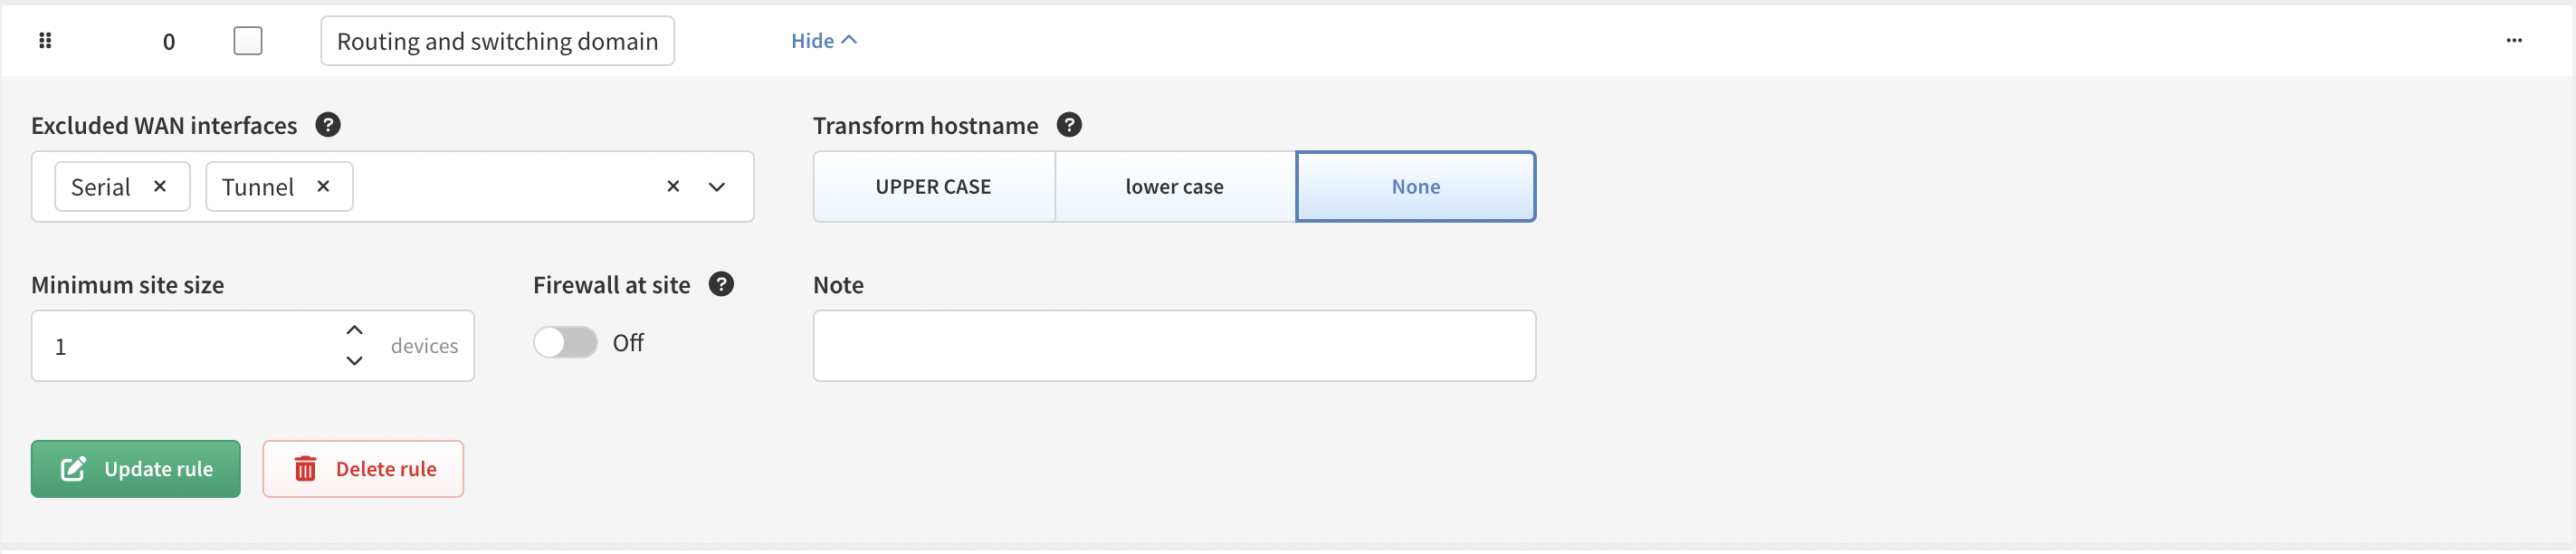 0 Routing and switching domain Hide
Excluded WAN interfaces ? Transform hostname ?
Serial × Tunnel × × UPPER CASE lower case None
Minimum site size Firewall at site ? Note
1 devices Off
Update rule Delete rule